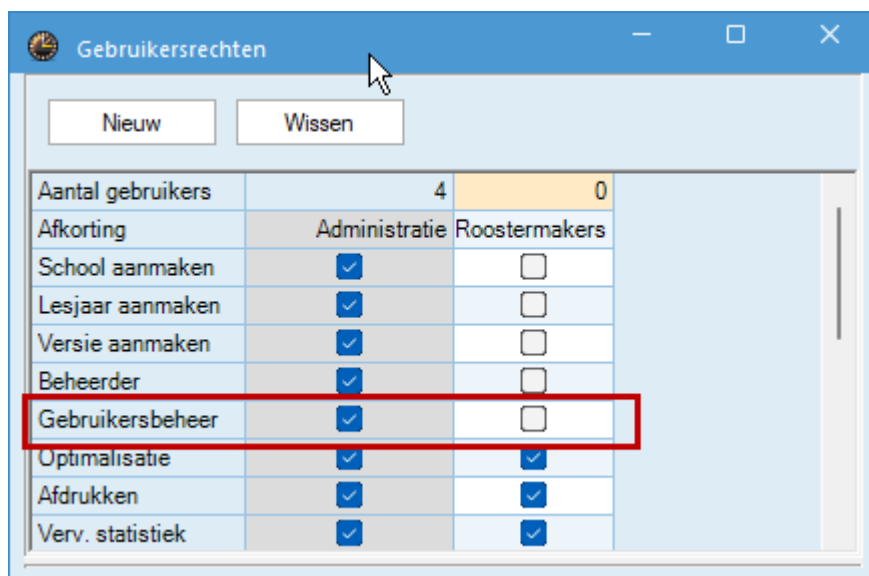 Gebruikersrechten
Nieuw Wissen
Aantal gebruikers 4 0
Afkorting Administratie Roostermakers
School aanmaken
Lesjaar aanmaken
Versie aanmaken
Beheerder
Gebruikersbeheer
Optimalisatie
Afdrukken
Verv. statistiek